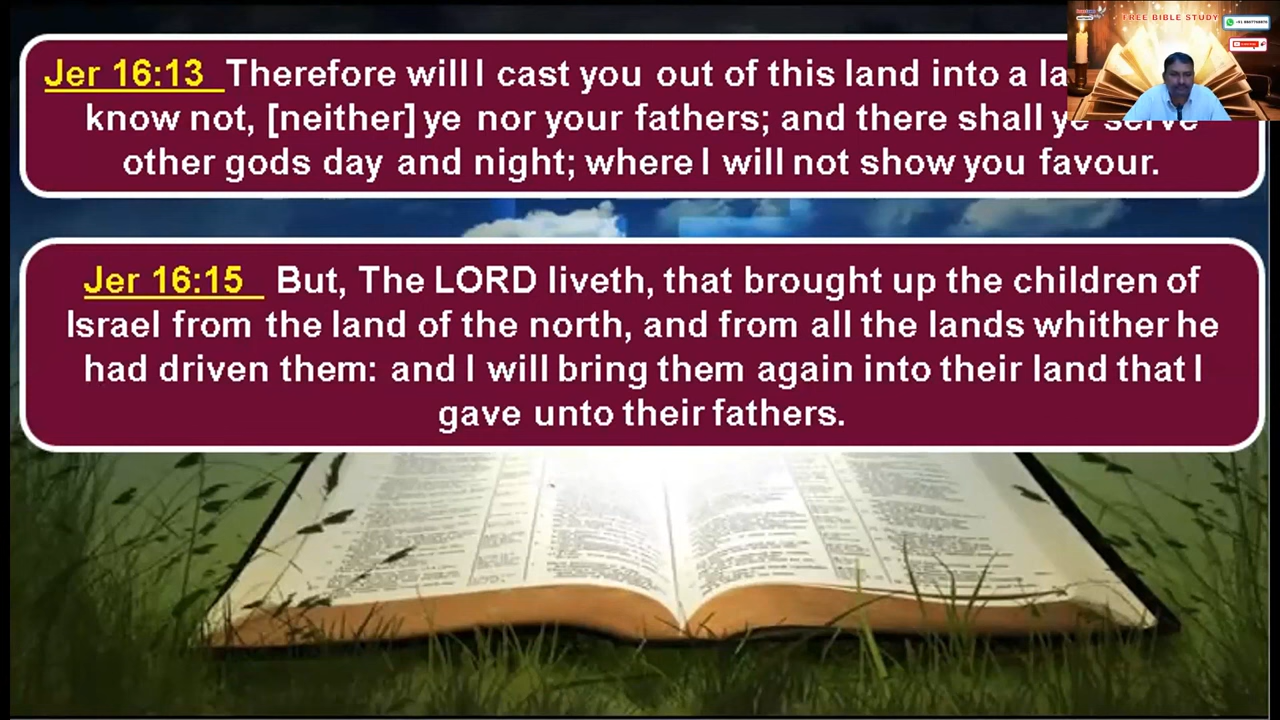 Jer 16:13 Therefore will I cast you out of this land into a
know not, [neither] ye nor your fathers; and there shall ye serve
other gods day and night; where I will not show you favour.
Jer 16:15 But, The LORD liveth, that brought up the children of
Israel from the land of the north, and from all the lands whither he
had driven them: and I will bring them again into their land that I
gave unto their fathers.
FREE BIBLE STUDY